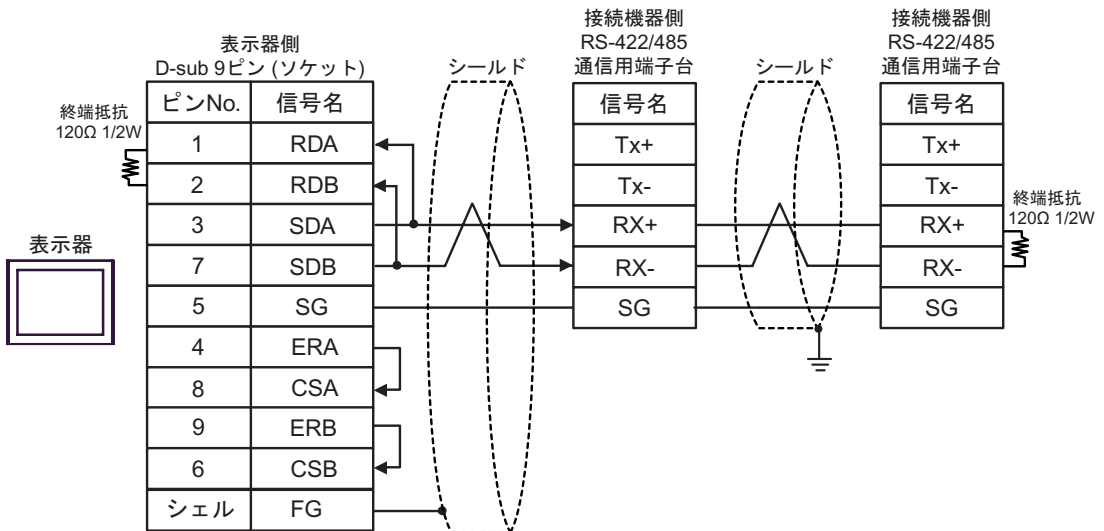 表示器側
D-sub 9ピン (ソケット)
シールド
接続機器側
RS-422/485
通信用端子台
シールド
接続機器側
RS-422/485
通信用端子台
終端抵抗
120Ω 1/2W
ピンNo. 信号名
1 RDA
2 RDB
3 SDA
7 SDB
5 SG
4 ERA
8 CSA
9 ERB
6 CSB
シェル FG
表示器
信号名
Tx+
Tx-
RX+
RX-
SG
信号名
Tx+
Tx-
RX+
RX-
SG
終端抵抗
120Ω 1/2W